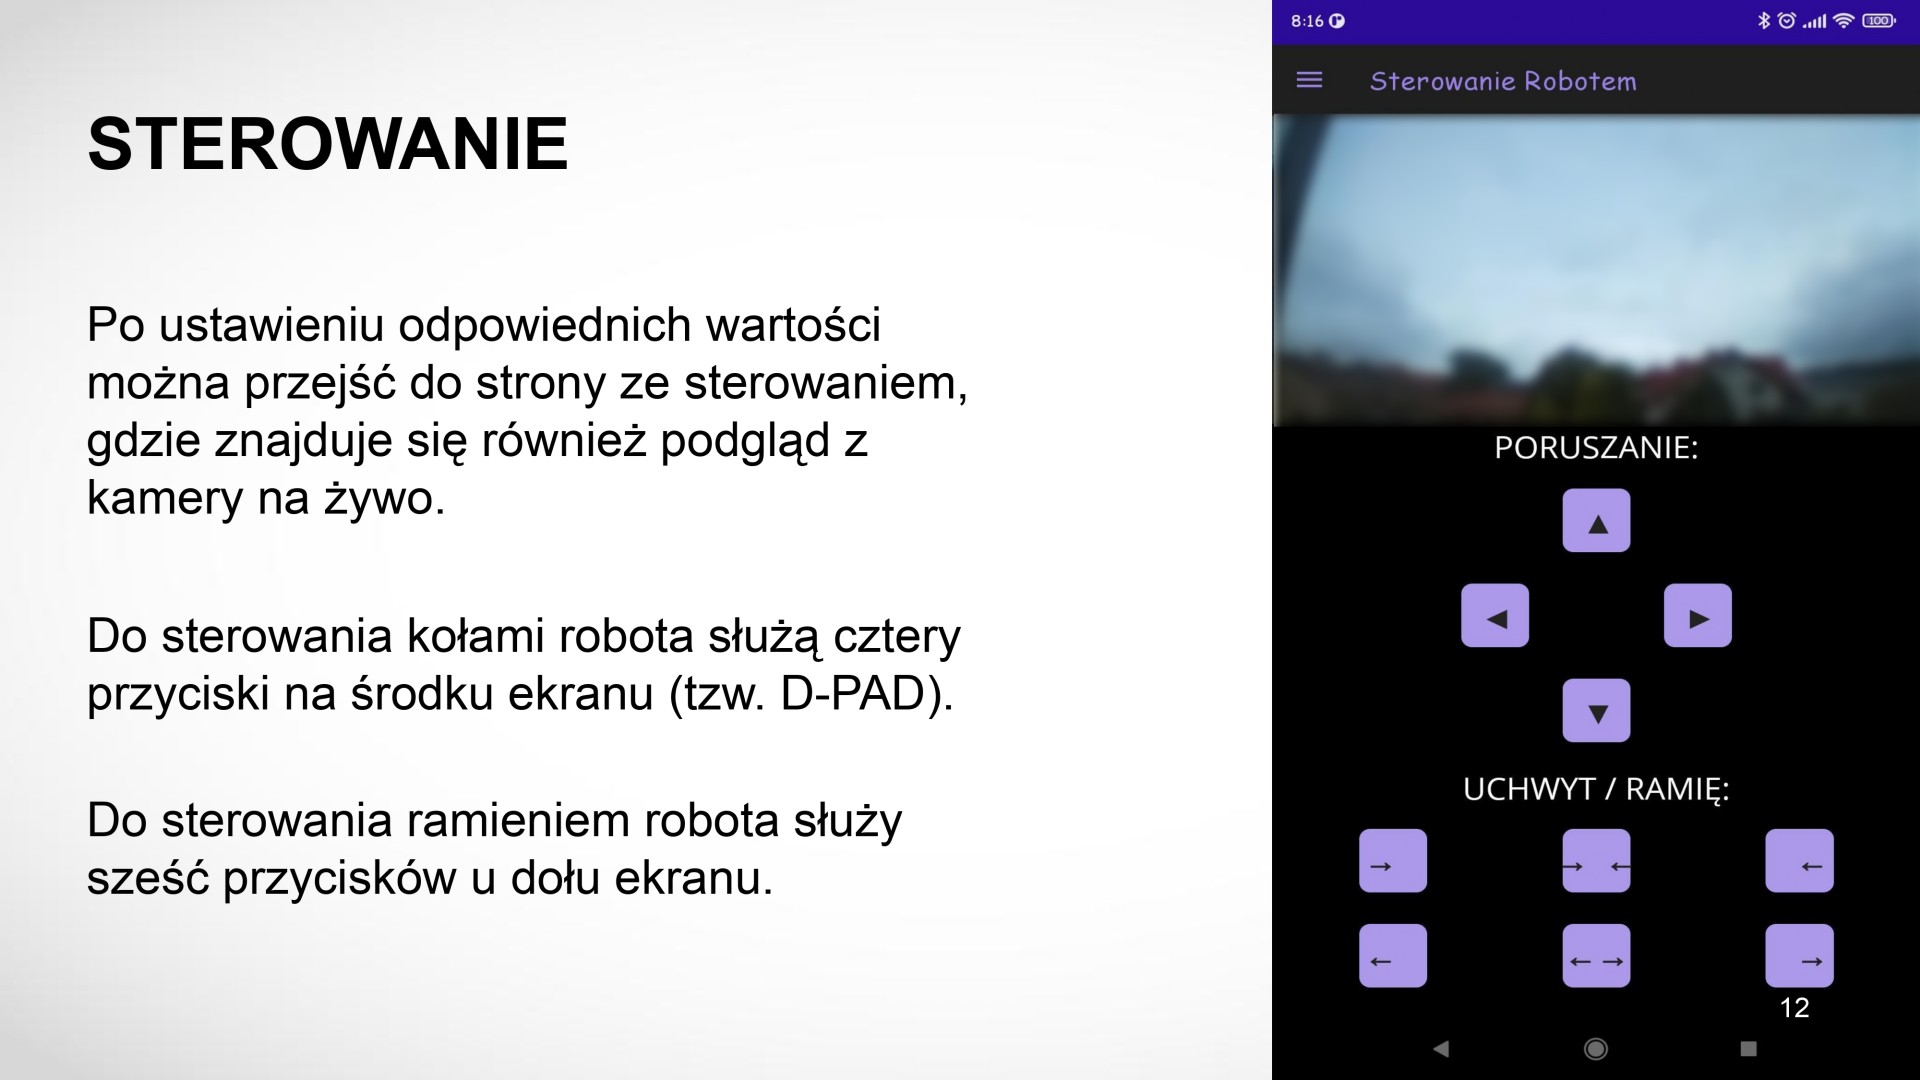 STEROWANIE
Po ustawieniu odpowiednich wartości
można przejść do strony ze sterowaniem,
gdzie znajduje się również podgląd z
kamery na żywo.
Do sterowania kołami robota służą cztery
przyciski na środku ekranu (tzw. D-PAD).
Do sterowania ramieniem robota służy
sześć przycisków u dołu ekranu.
8:16
100
Sterowanie Robotem
PORUSZANIE:
▲
◀ ▶
▼
UCHWYT / RAMIĘ:
→ → ← ←
← ← → →
12